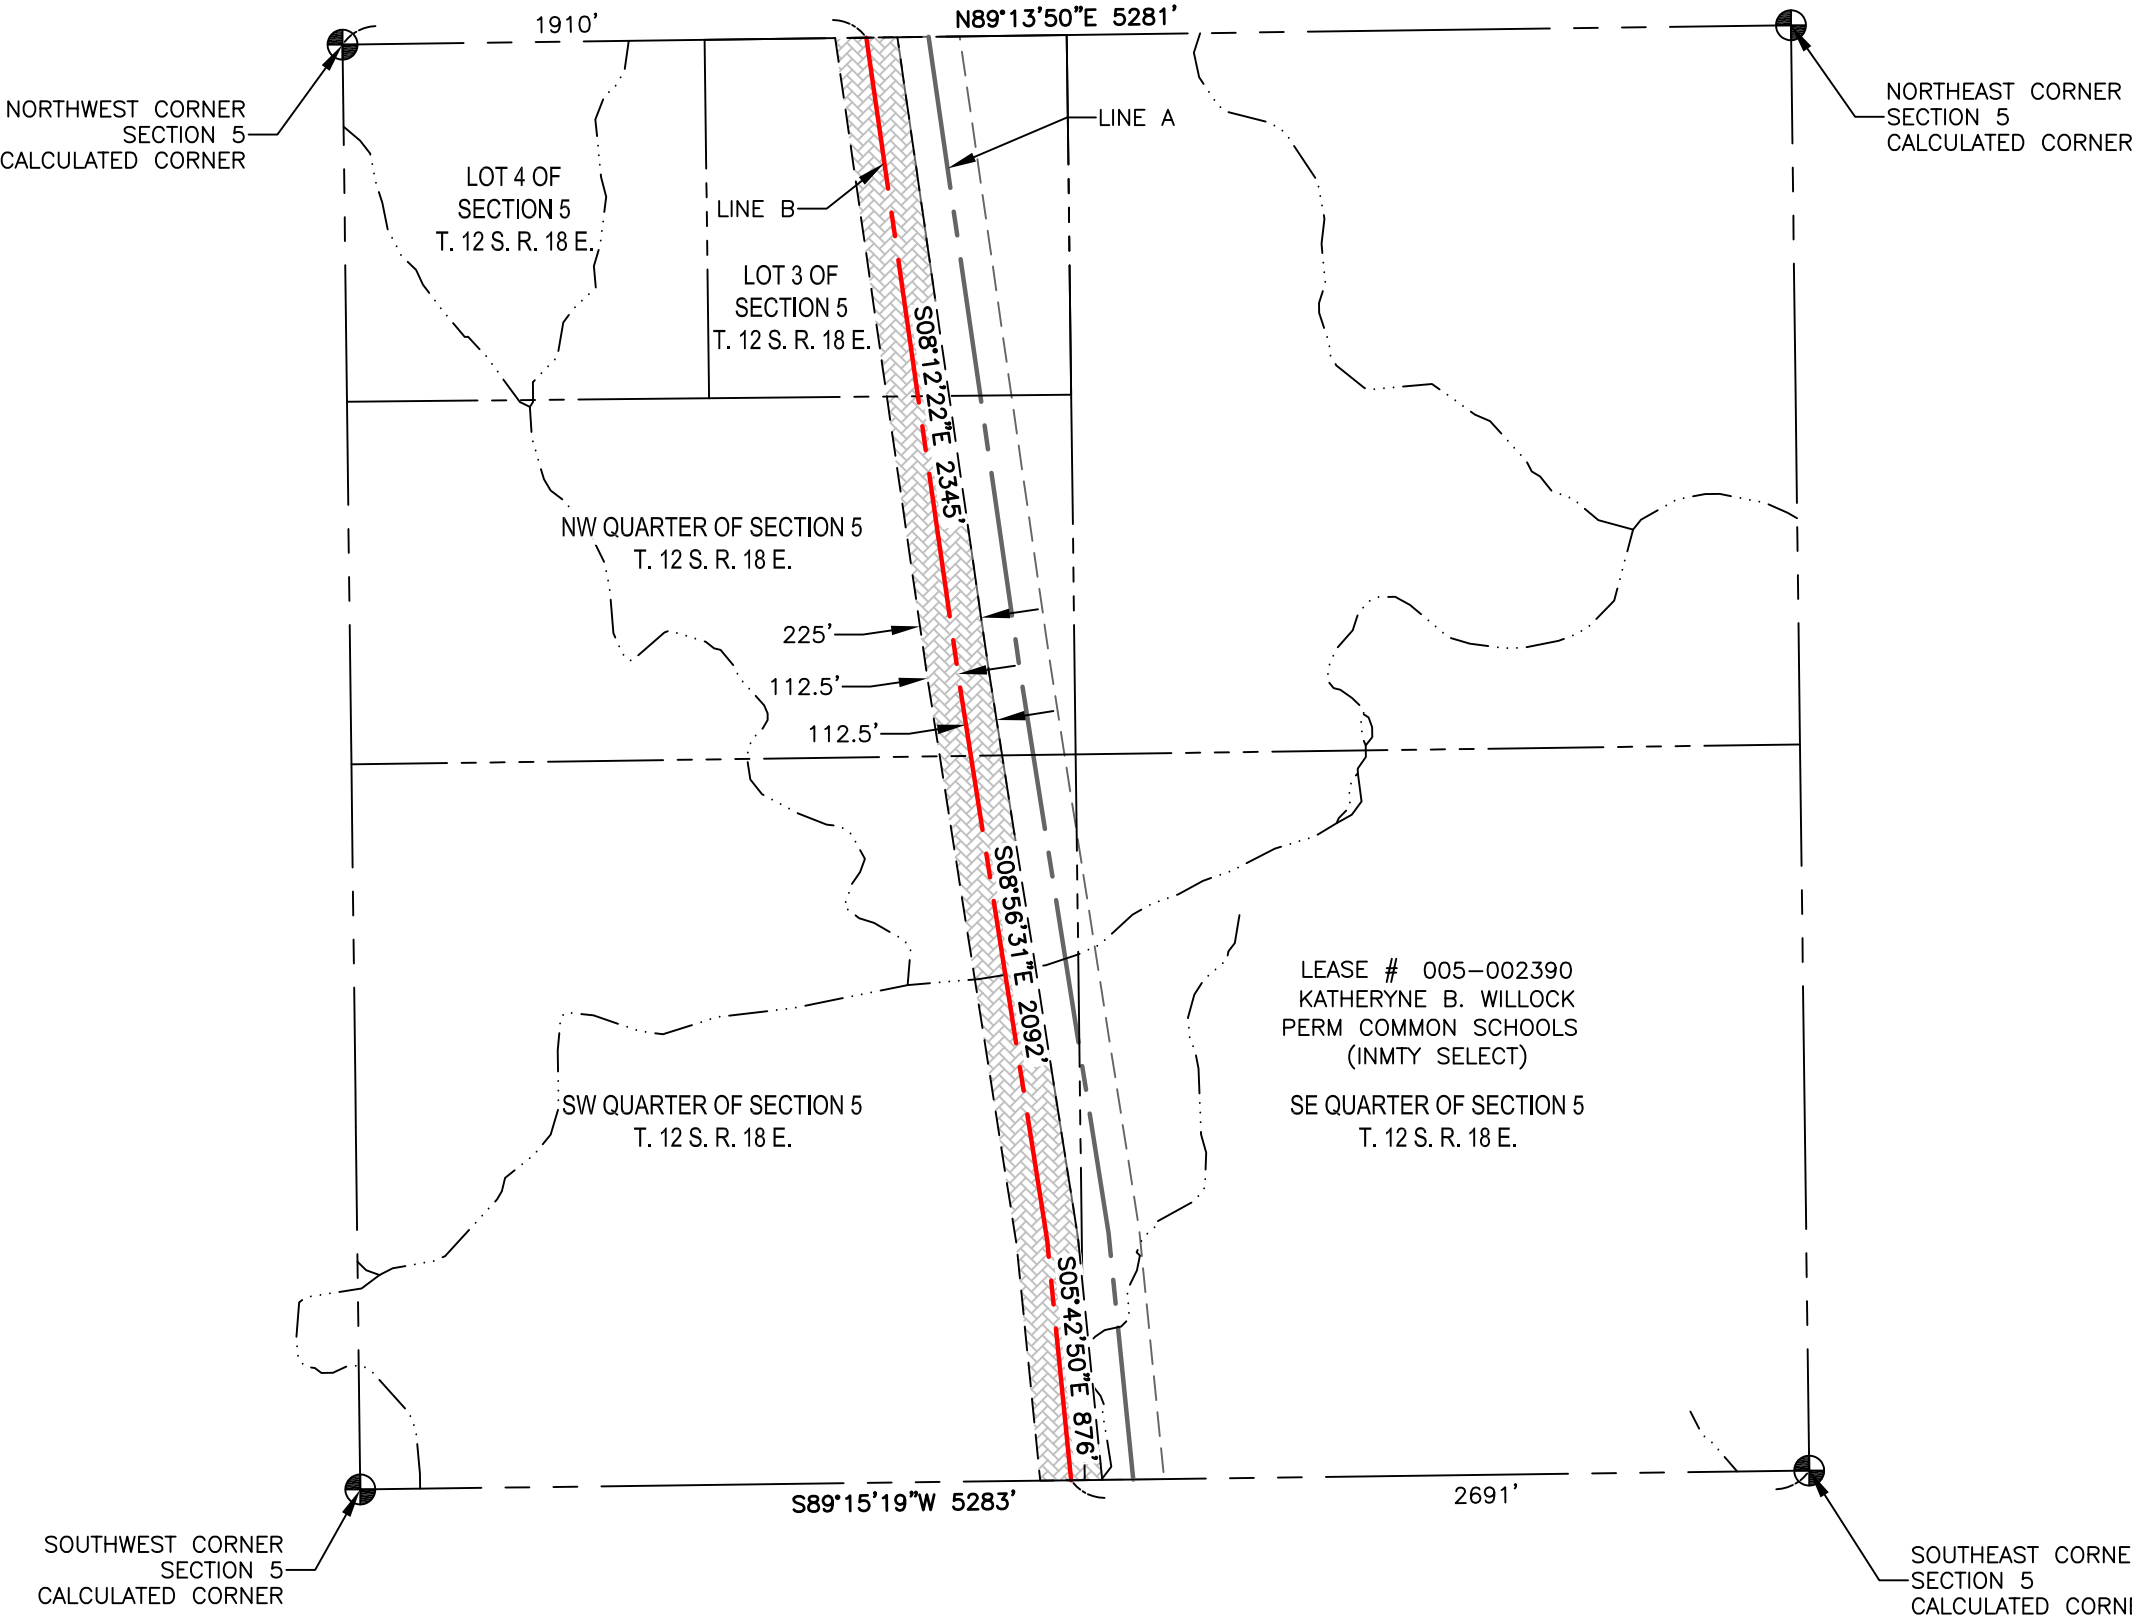 1910'
N89°13'50"E 5281'
NORTHWEST CORNER
SECTION 5
CALCULATED CORNER
NORTHEAST CORNER
SECTION 5
CALCULATED CORNER
LINE A
LOT 4 OF
SECTION 5
T. 12 S. R. 18 E.
LINE B
LOT 3 OF
SECTION 5
T. 12 S. R. 18 E.
S08°12'22"E 2345'
NW QUARTER OF SECTION 5
T. 12 S. R. 18 E.
225'
112.5'
112.5'
S08°56'31"E 2092'
LEASE # 005-002390
KATHERYNE B. WILLOCK
PERM COMMON SCHOOLS
(INMTY SELECT)
SW QUARTER OF SECTION 5
T. 12 S. R. 18 E.
SE QUARTER OF SECTION 5
T. 12 S. R. 18 E.
S05°42'50"E 876'
S89°15'19"W 5283'
2691'
SOUTHWEST CORNER
SECTION 5
CALCULATED CORNER
SOUTHEAST CORNE
SECTION 5
CALCULATED CORN